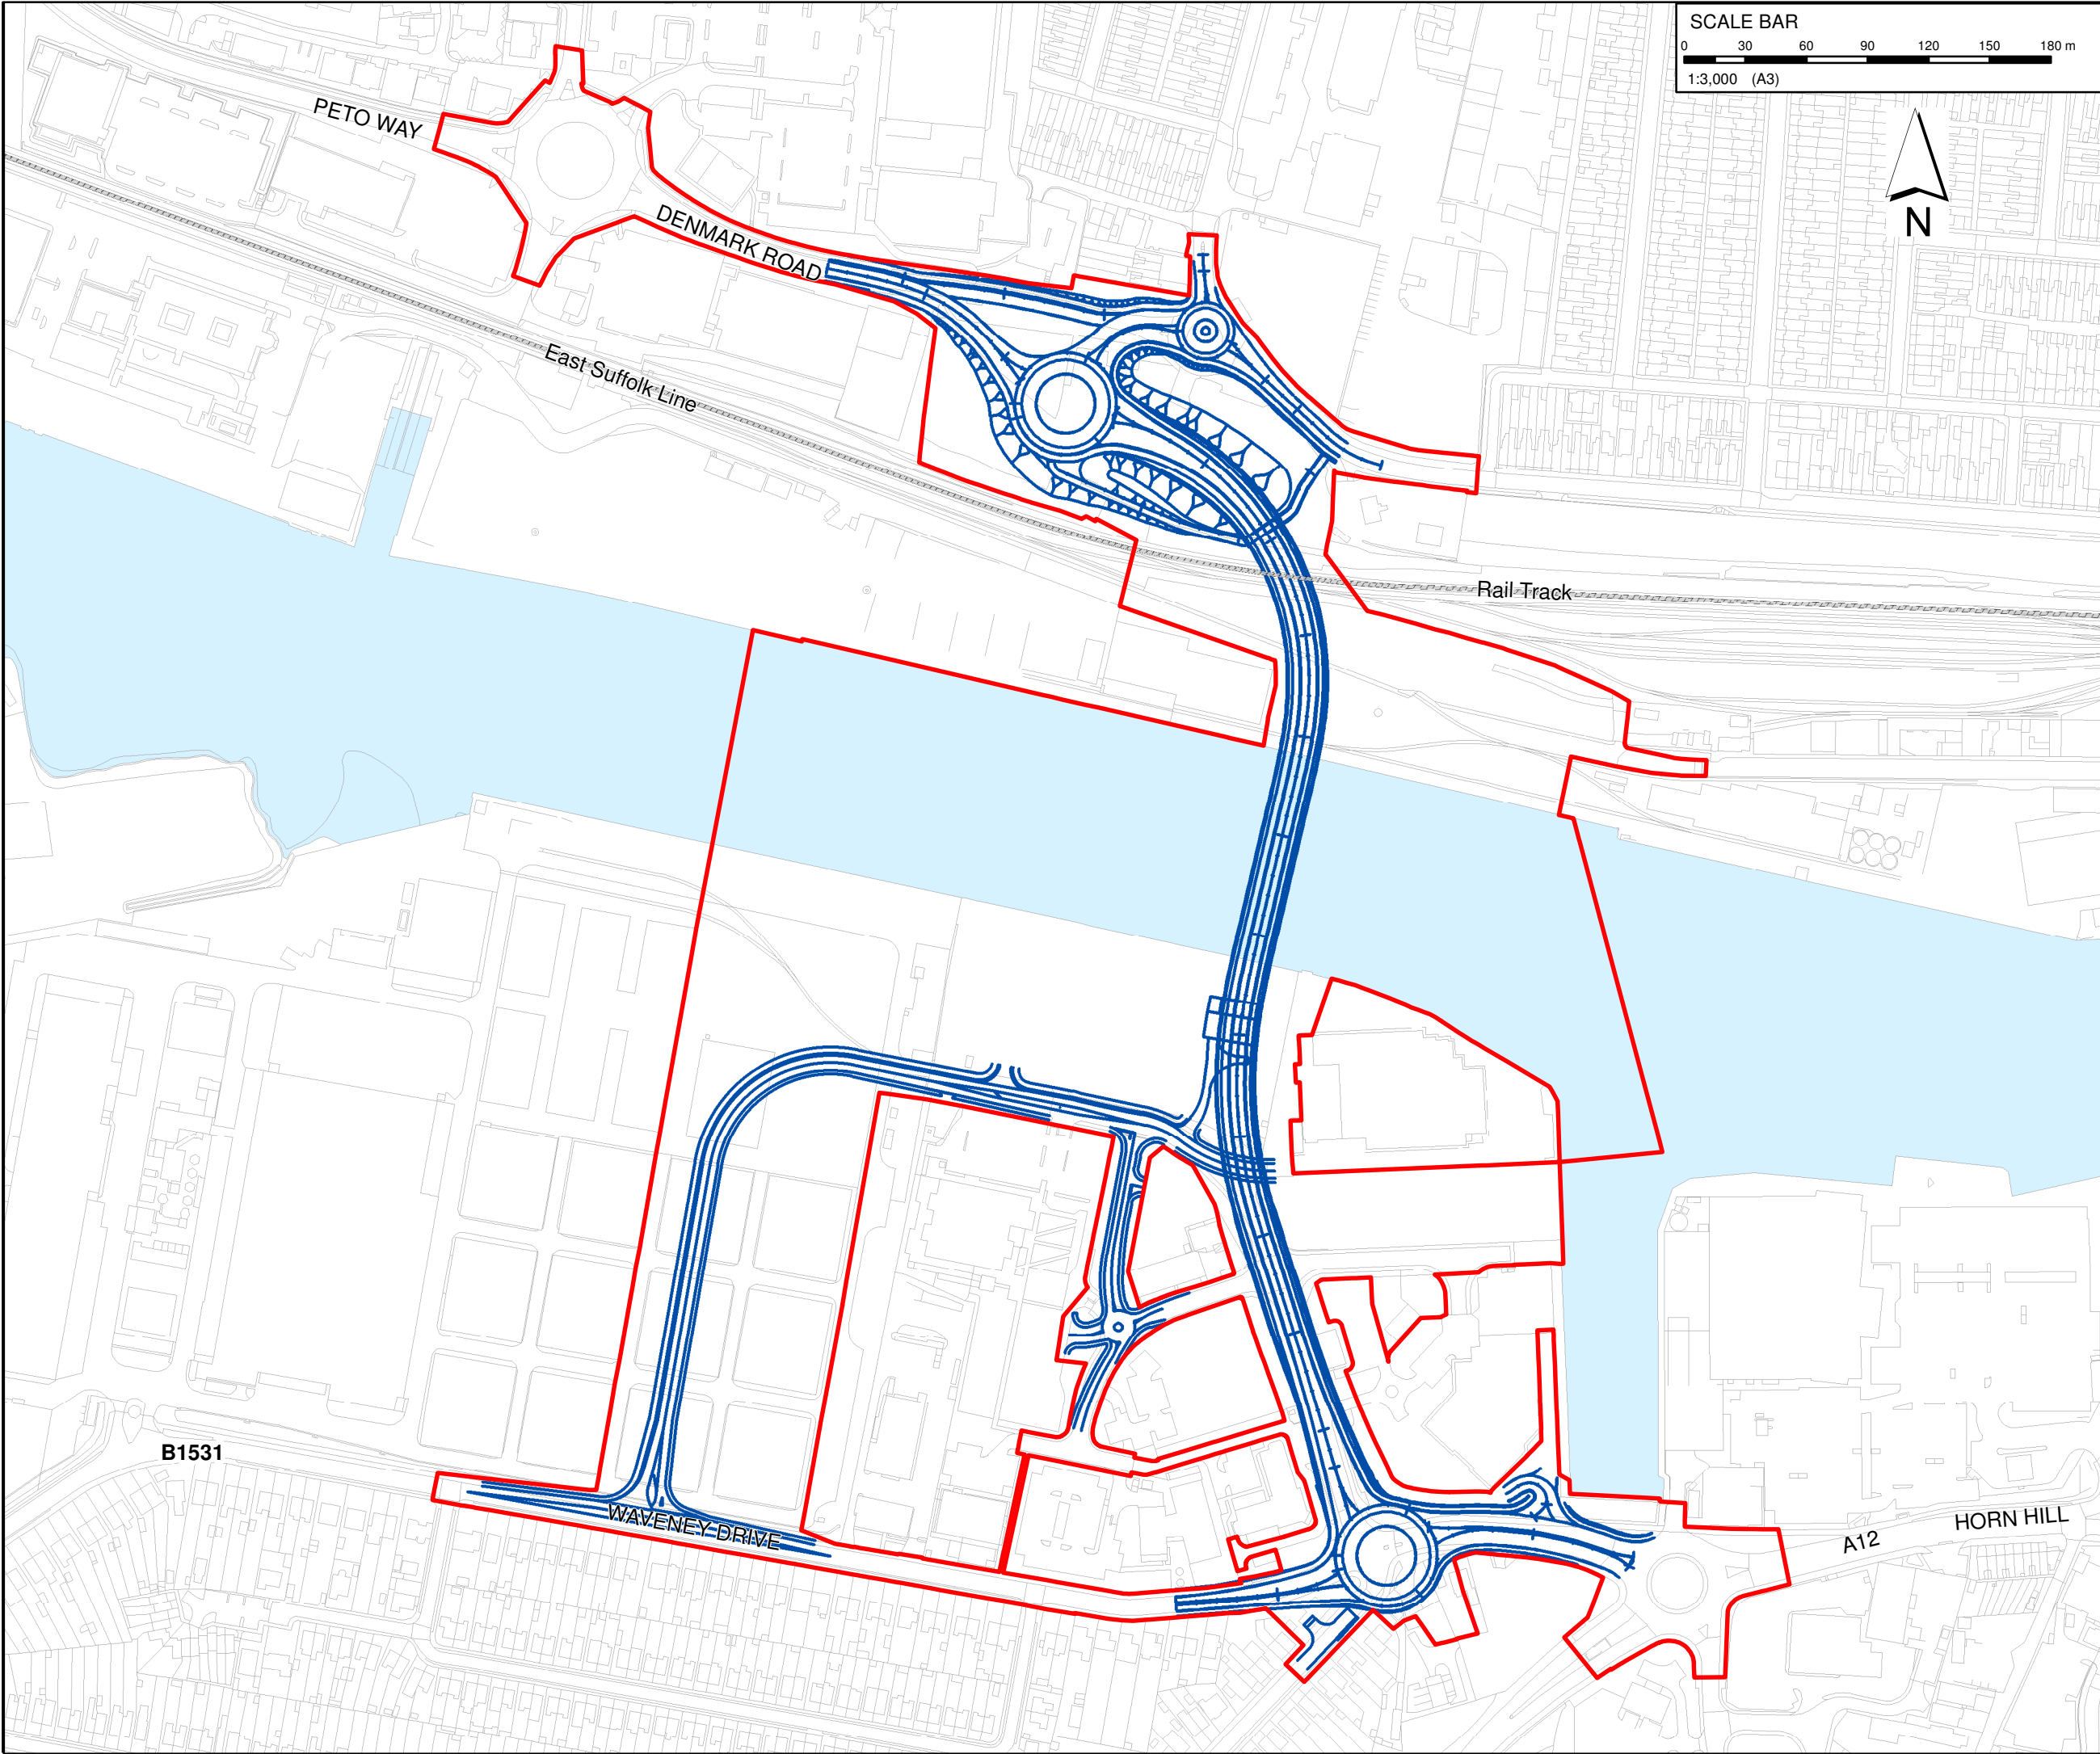 SCALE BAR
0 30 60 90 120 150 180 m
1:3,000 (A3)
N
PETO WAY
DENMARK ROAD
East Suffolk Line
Rail Track
B1531
WAVENEY DRIVE
A12
HORN HILL